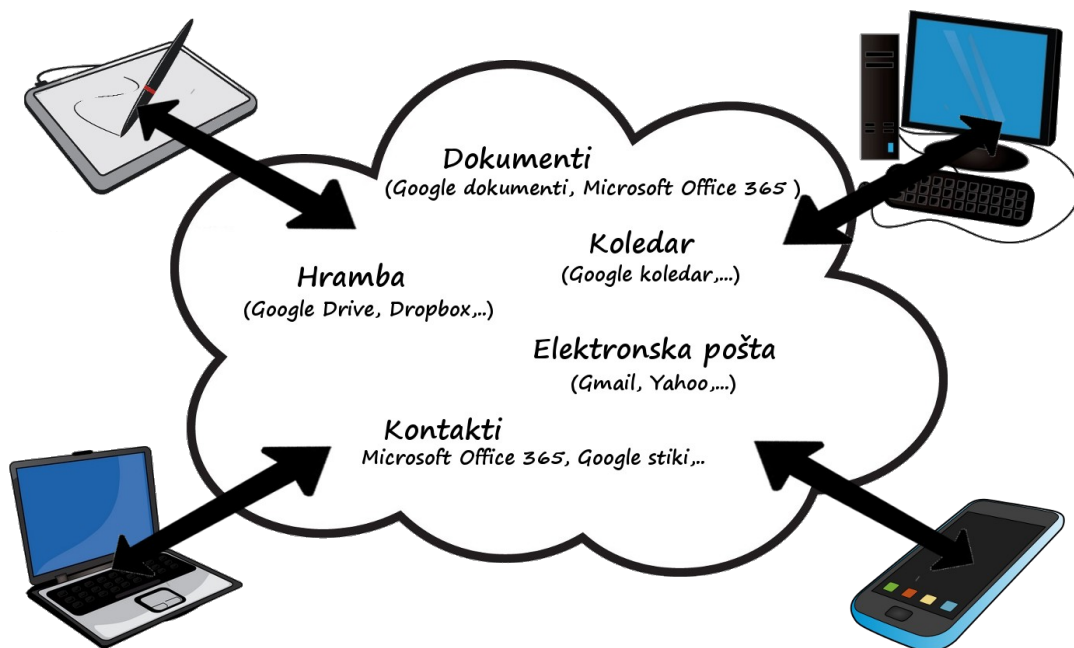 Dokumenti
(Google dokumenti, Microsoft Office 365 )
Koledar
(Google koledar,...)
Hramba
(Google Drive, Dropbox,..)
Elektronska pošta
(Gmail, Yahoo,...)
Kontakti
Microsoft Office 365, Google stiki,..